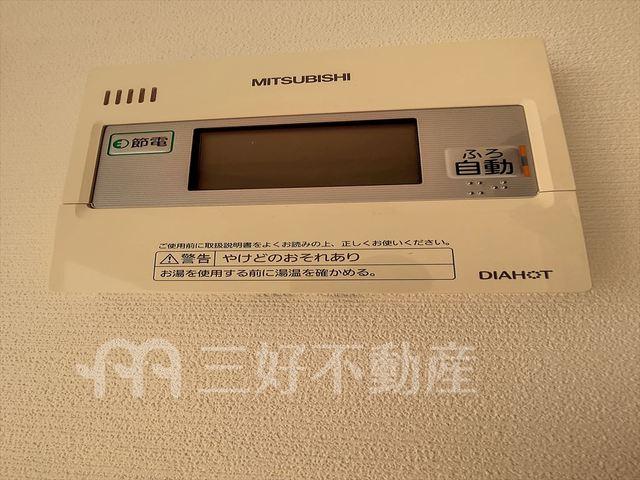 MITSUBISHI
節電
ふろ
自動
ご使用前に取扱説明書をよくお読みの上、正しくお使いください。
警告 やけどのおそれあり
お湯を使用する前に湯温を確かめる。
DIAHOT
三好不動産